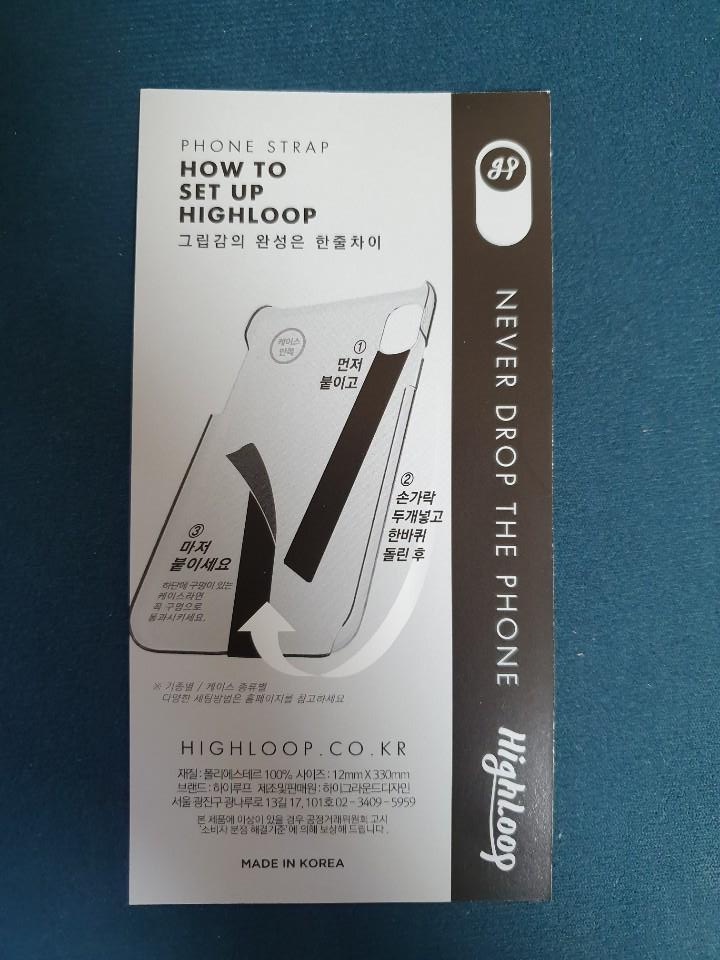 PHONE STRAP
HOW TO
SET UP
HIGHLOOP
그립감의 완성은 한줄차이
케이스
안쪽
①
먼저
붙이고
②
손가락
두개넣고
한바퀴
돌린 후
③
마저
붙이세요
하단에 구멍이 있는
케이스라면
꼭 구멍으로
통과시키세요.
※ 기종별 / 케이스 종류별
다양한 세팅방법은 홈페이지를 참고하세요
HIGHLOOP.CO.KR
재질 : 폴리에스테르 100% 사이즈 : 12mm X 330mm
브랜드 : 하이루프 제조및판매원 : 하이그라운드디자인
서울 광진구 광나루로 13길 17, 101호 02 – 3409 – 5959
본 제품에 이상이 있을 경우 공정거래위원회 고시
'소비자 분쟁 해결기준'에 의해 보상해 드립니다.
MADE IN KOREA
NEVER DROP THE PHONE
HighLoop